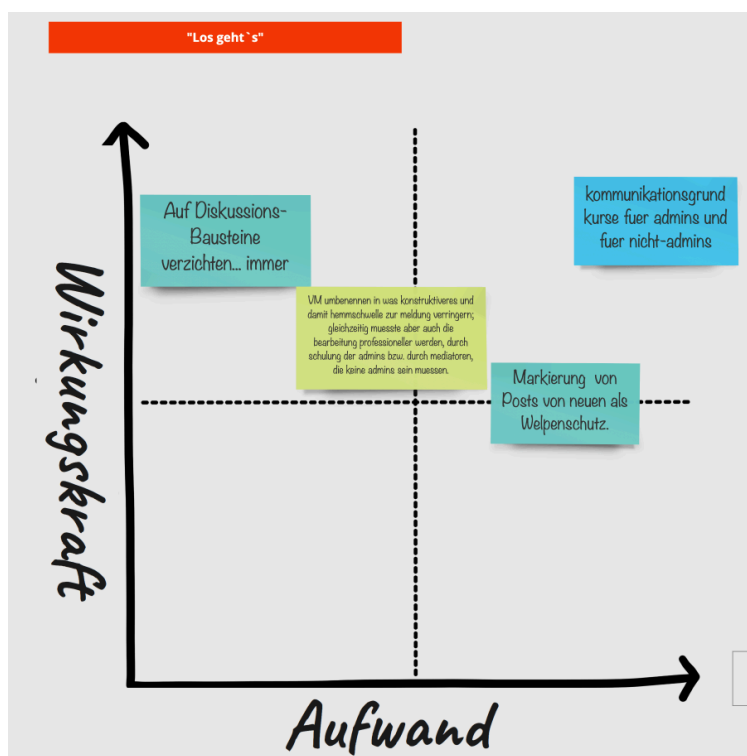 "Los geht`s"
Auf Diskussions-
Bausteine
verzichten... immer
kommunikationsgrund
kurse fuer admins und
fuer nicht-admins
VM umbenennen in was konstruktiveres und
damit hemmschwelle zur meldung verringern;
gleichzeitig muesste aber auch die
bearbeitung professioneller werden, durch
schulung der admins bzw. durch mediatoren,
die keine admins sein muessen.
Markierung von
Posts von neuen als
Welpenschutz.
Wirkungskraft
Aufwand